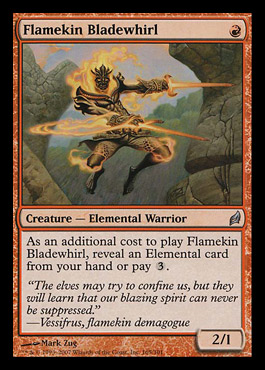 Flamekin Bladewhirl
Creature — Elemental Warrior
As an additional cost to play Flamekin
Bladewhirl, reveal an Elemental card
from your hand or pay 3.
"The elves may try to confine us, but they
will learn that our blazing spirit can never
be suppressed."
—Vessifrus, flamekin demagogue
Mark Zug
2/1